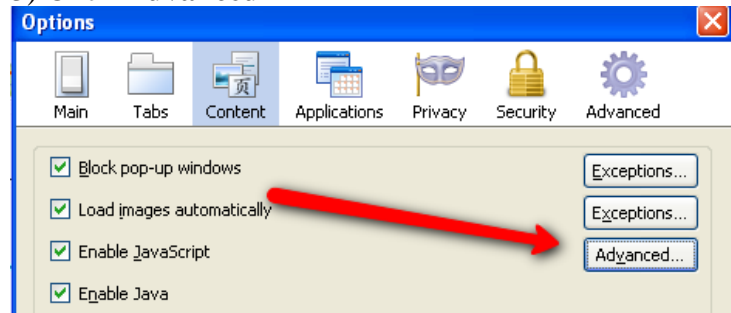 Options
Main Tabs Content Applications Privacy Security Advanced
页
Block pop-up windows Exceptions...
Load images automatically Exceptions...
Enable JavaScript Advanced...
Enable Java